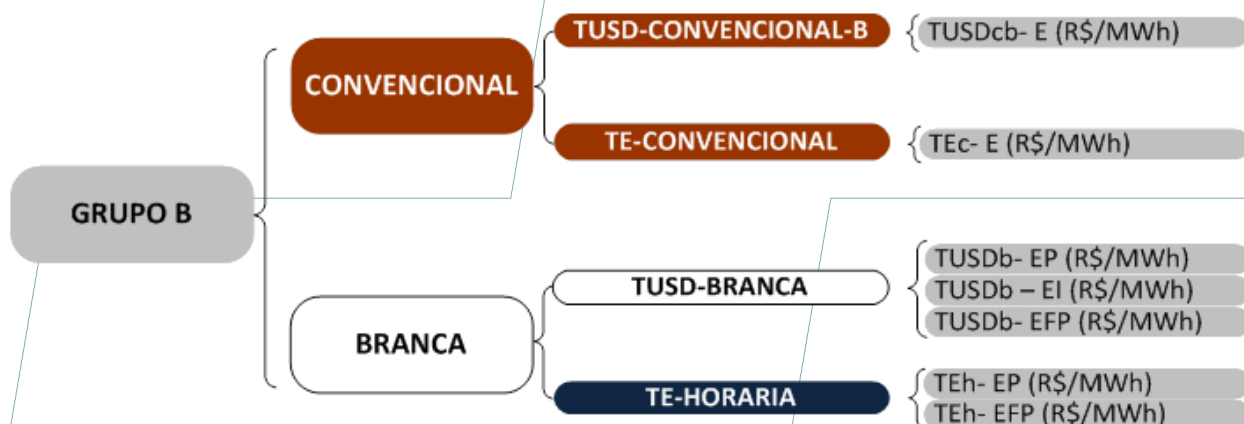 GRUPO B
CONVENCIONAL
TUSD-CONVENCIONAL-B
TUSDcb- E (R$/MWh)
TE-CONVENCIONAL
TEc- E (R$/MWh)
BRANCA
TUSD-BRANCA
TUSDb- EP (R$/MWh)
TUSDb – EI (R$/MWh)
TUSDb- EFP (R$/MWh)
TE-HORARIA
TEh- EP (R$/MWh)
TEh- EFP (R$/MWh)